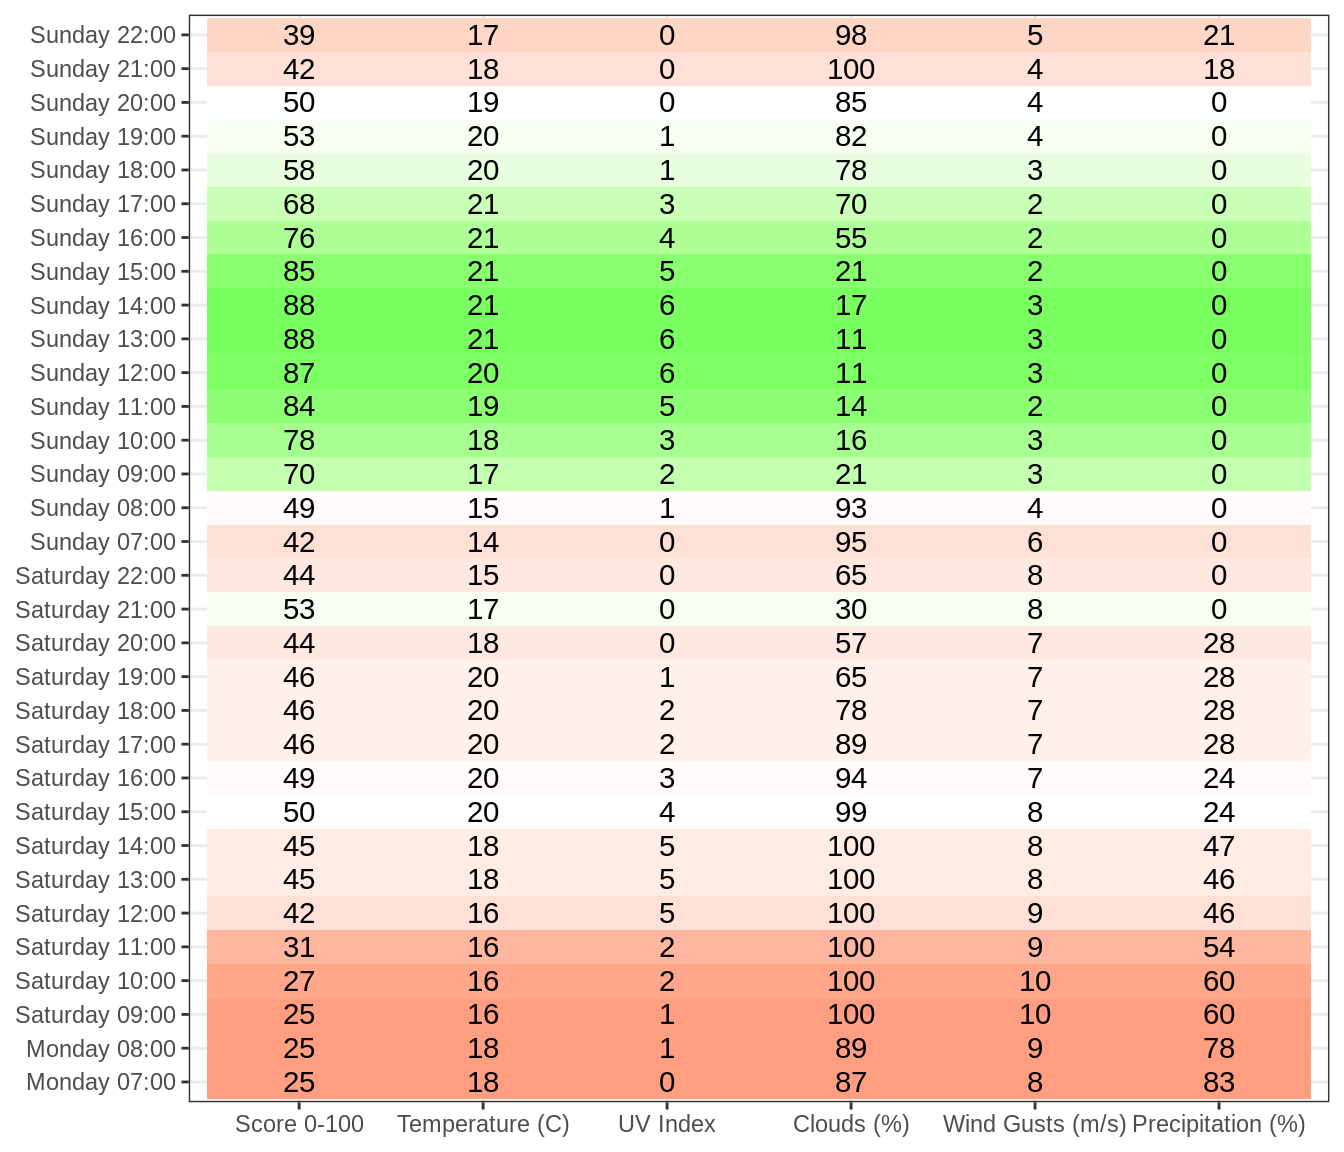 Sunday 22:00 39 17 0 98 5 21
Sunday 21:00 42 18 0 100 4 18
Sunday 20:00 50 19 0 85 4 0
Sunday 19:00 53 20 1 82 4 0
Sunday 18:00 58 20 1 78 3 0
Sunday 17:00 68 21 3 70 2 0
Sunday 16:00 76 21 4 55 2 0
Sunday 15:00 85 21 5 21 2 0
Sunday 14:00 88 21 6 17 3 0
Sunday 13:00 88 21 6 11 3 0
Sunday 12:00 87 20 6 11 3 0
Sunday 11:00 84 19 5 14 2 0
Sunday 10:00 78 18 3 16 3 0
Sunday 09:00 70 17 2 21 3 0
Sunday 08:00 49 15 1 93 4 0
Sunday 07:00 42 14 0 95 6 0
Saturday 22:00 44 15 0 65 8 0
Saturday 21:00 53 17 0 30 8 0
Saturday 20:00 44 18 0 57 7 28
Saturday 19:00 46 20 1 65 7 28
Saturday 18:00 46 20 2 78 7 28
Saturday 17:00 46 20 2 89 7 28
Saturday 16:00 49 20 3 94 7 24
Saturday 15:00 50 20 4 99 8 24
Saturday 14:00 45 18 5 100 8 47
Saturday 13:00 45 18 5 100 8 46
Saturday 12:00 42 16 5 100 9 46
Saturday 11:00 31 16 2 100 9 54
Saturday 10:00 27 16 2 100 10 60
Saturday 09:00 25 16 1 100 10 60
Monday 08:00 25 18 1 89 9 78
Monday 07:00 25 18 0 87 8 83
Score 0-100 Temperature (C) UV Index Clouds (%) Wind Gusts (m/s) Precipitation (%)